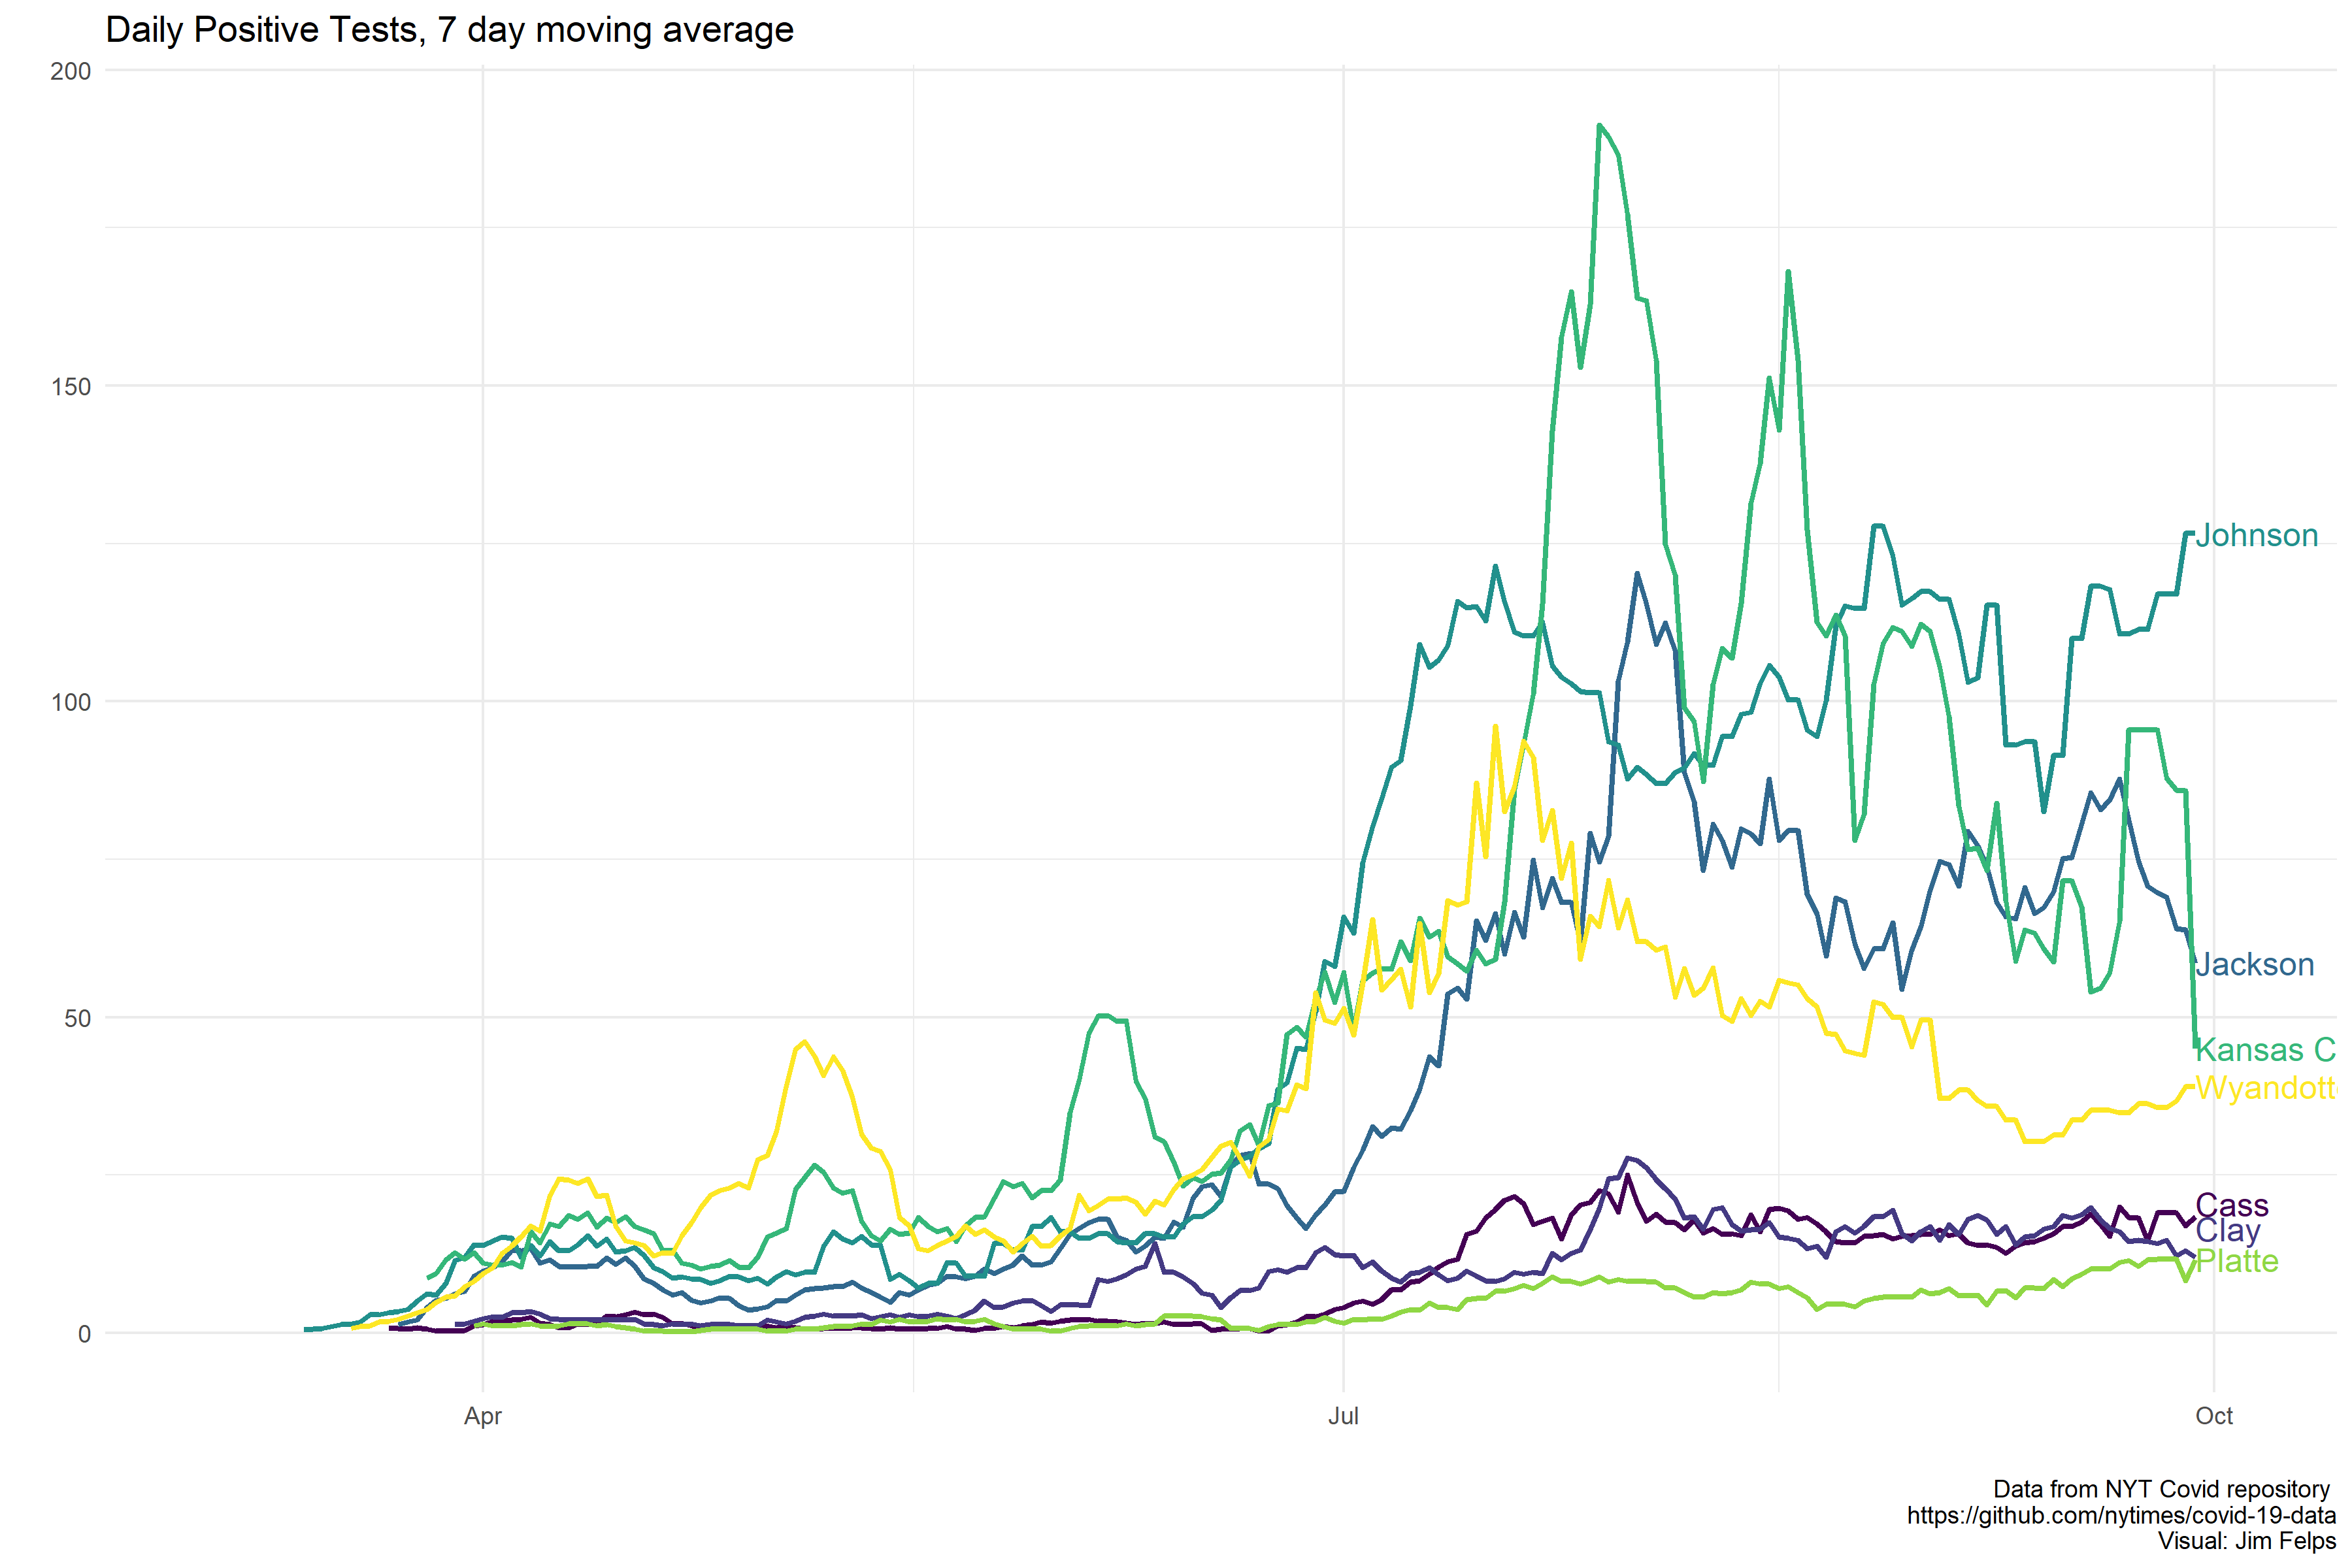 Daily Positive Tests, 7 day moving average
200
150
100
50
0
Johnson
Jackson
Kansas C
Wyandott
Cass
Clay
Platte
Apr
Jul
Oct
Data from NYT Covid repository
https://github.com/nytimes/covid-19-data
Visual: Jim Felps